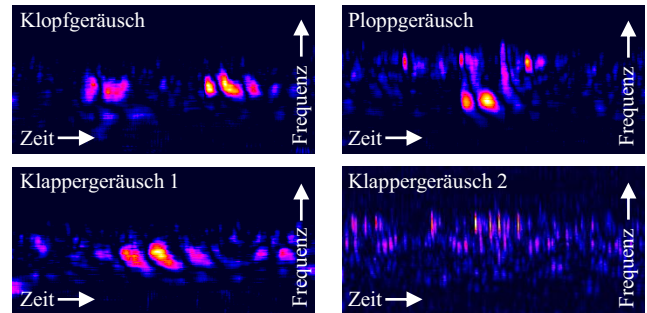 Klopfgeräusch
Frequenz
Zeit
Ploppgeräusch
Frequenz
Zeit
Klappergeräusch 1
Frequenz
Zeit
Klappergeräusch 2
Frequenz
Zeit